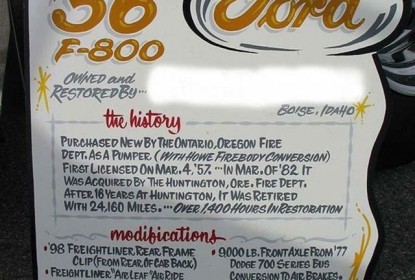 '56 Ford
F-800
OWNED and
RESTORED BY...
BOISE, IDAHO
the history
PURCHASED NEW BY THE ONTARIO, OREGON FIRE
DEPT. AS A PUMPER (WITH HOWE FIREBODY CONVERSION)
FIRST LICENSED ON MAR. 4, '57. ...IN MAR. OF '82 IT
WAS ACQUIRED BY THE HUNTINGTON, ORE. FIRE DEPT.
AFTER 16 YEARS AT HUNTINGTON, IT WAS RETIRED
WITH 24,160 MILES. ...OVER 1,400 HOURS IN RESTORATION
modifications
• '98 FREIGHTLINER, REAR, FRAME
CLIP (FROM REAR OF CAB BACK)
• FREIGHTLINER "AIR LEAF" AIR RIDE
• 9,000 LB. FRONT AXLE FROM '77
DODGE 700 SERIES BUS
CONVERSION TO AIR BRAKES